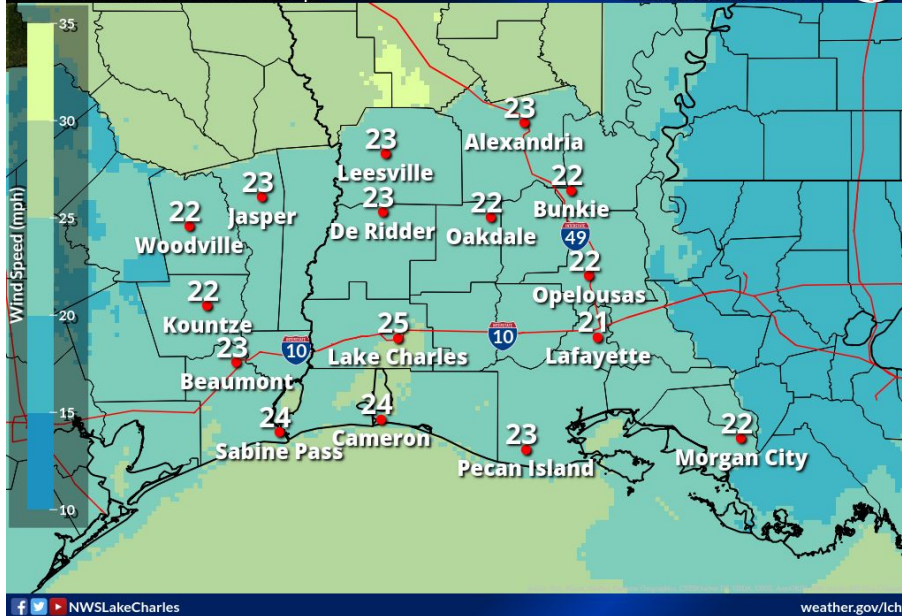 35
30
25
20
15
10
Wind Speed (mph)
23
Alexandria
23
Leesville
23
Jasper
22
Woodville
23
De Ridder
22
Oakdale
22
Bunkie
INTERSTATE
49
22
Opelousas
22
Kountze
23
Beaumont
10
25
Lake Charles
10
21
Lafayette
24
Sabine Pass
24
Cameron
23
Pecan Island
22
Morgan City
NWSLakeCharles
weather.gov/lch